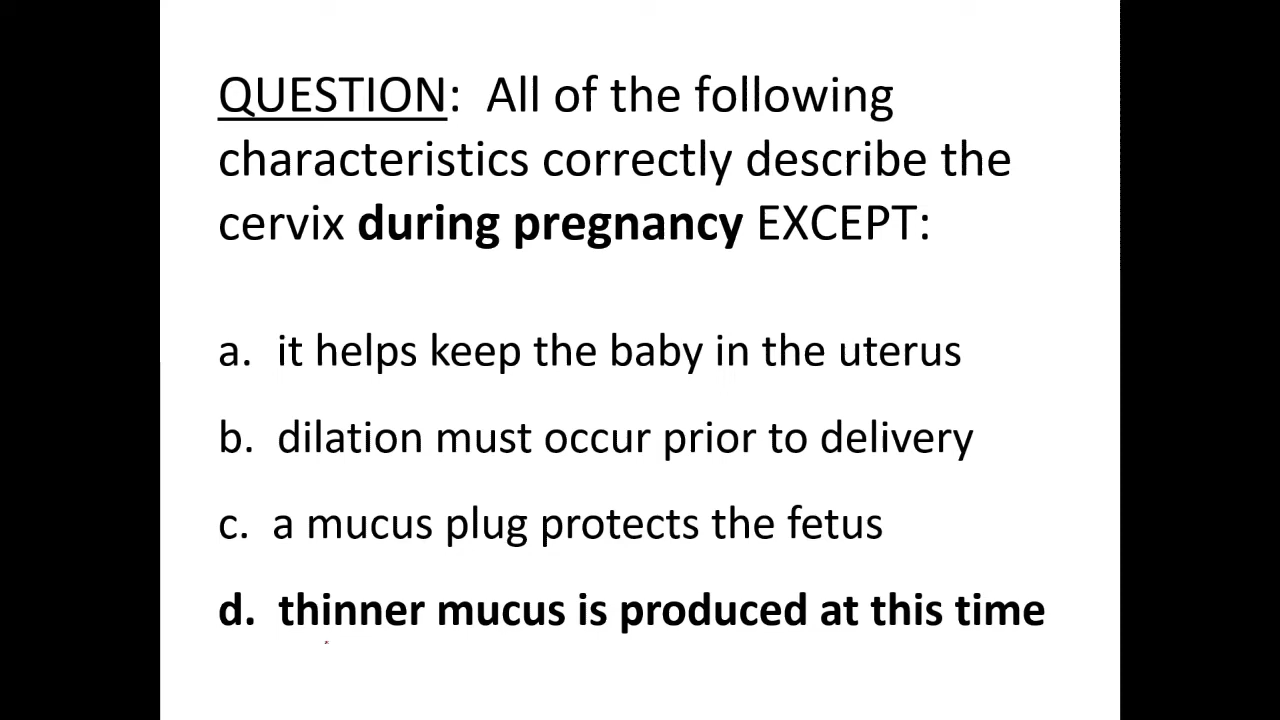 QUESTION: All of the following
characteristics correctly describe the
cervix during pregnancy EXCEPT:
a. it helps keep the baby in the uterus
b. dilation must occur prior to delivery
c. a mucus plug protects the fetus
d. thinner mucus is produced at this time